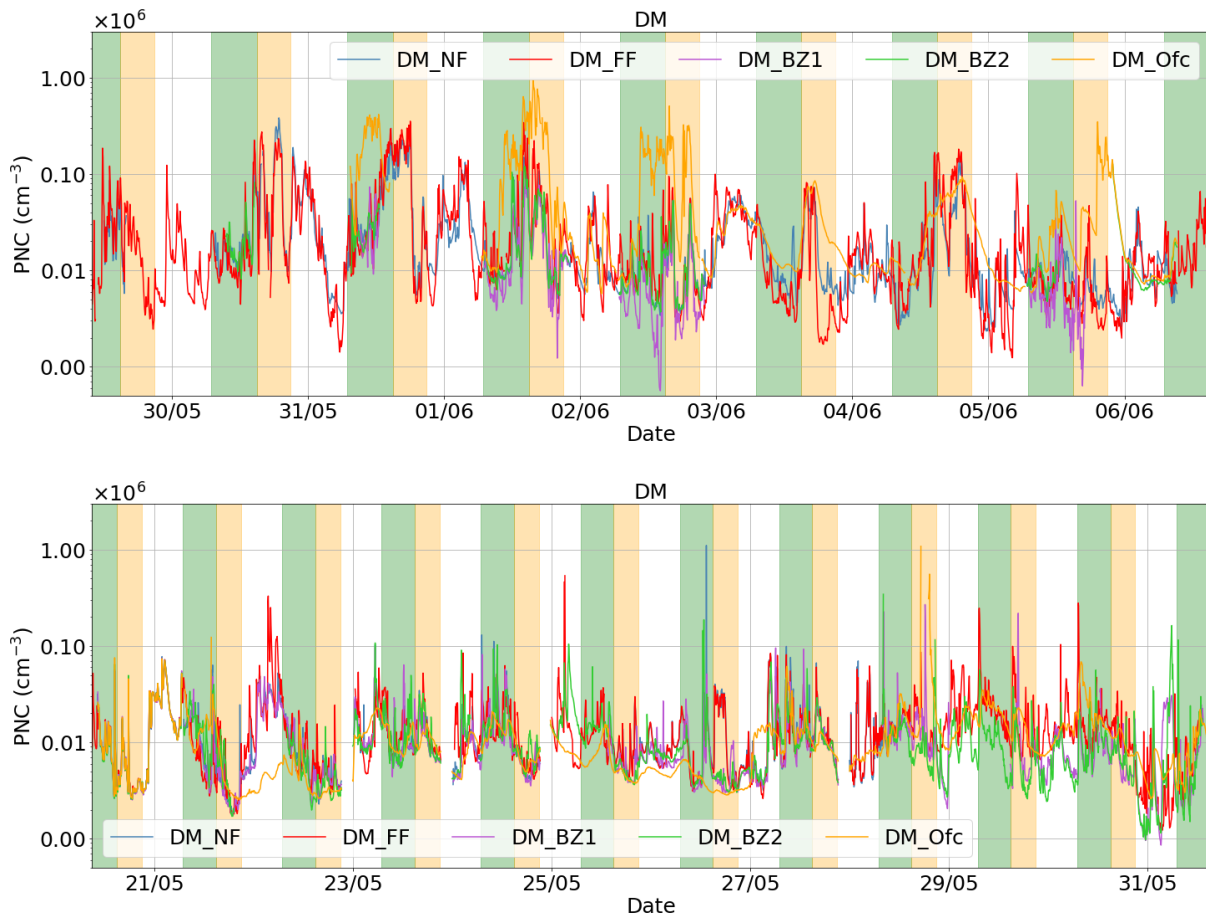 ×10⁶
DM
DM_NF DM_FF DM_BZ1 DM_BZ2 DM_Ofc
1.00
0.10
0.01
0.00
PNC (cm⁻³)
30/05 31/05 01/06 02/06 03/06 04/06 05/06 06/06
Date
×10⁶
DM
1.00
0.10
0.01
0.00
PNC (cm⁻³)
DM_NF DM_FF DM_BZ1 DM_BZ2 DM_Ofc
21/05 23/05 25/05 27/05 29/05 31/05
Date